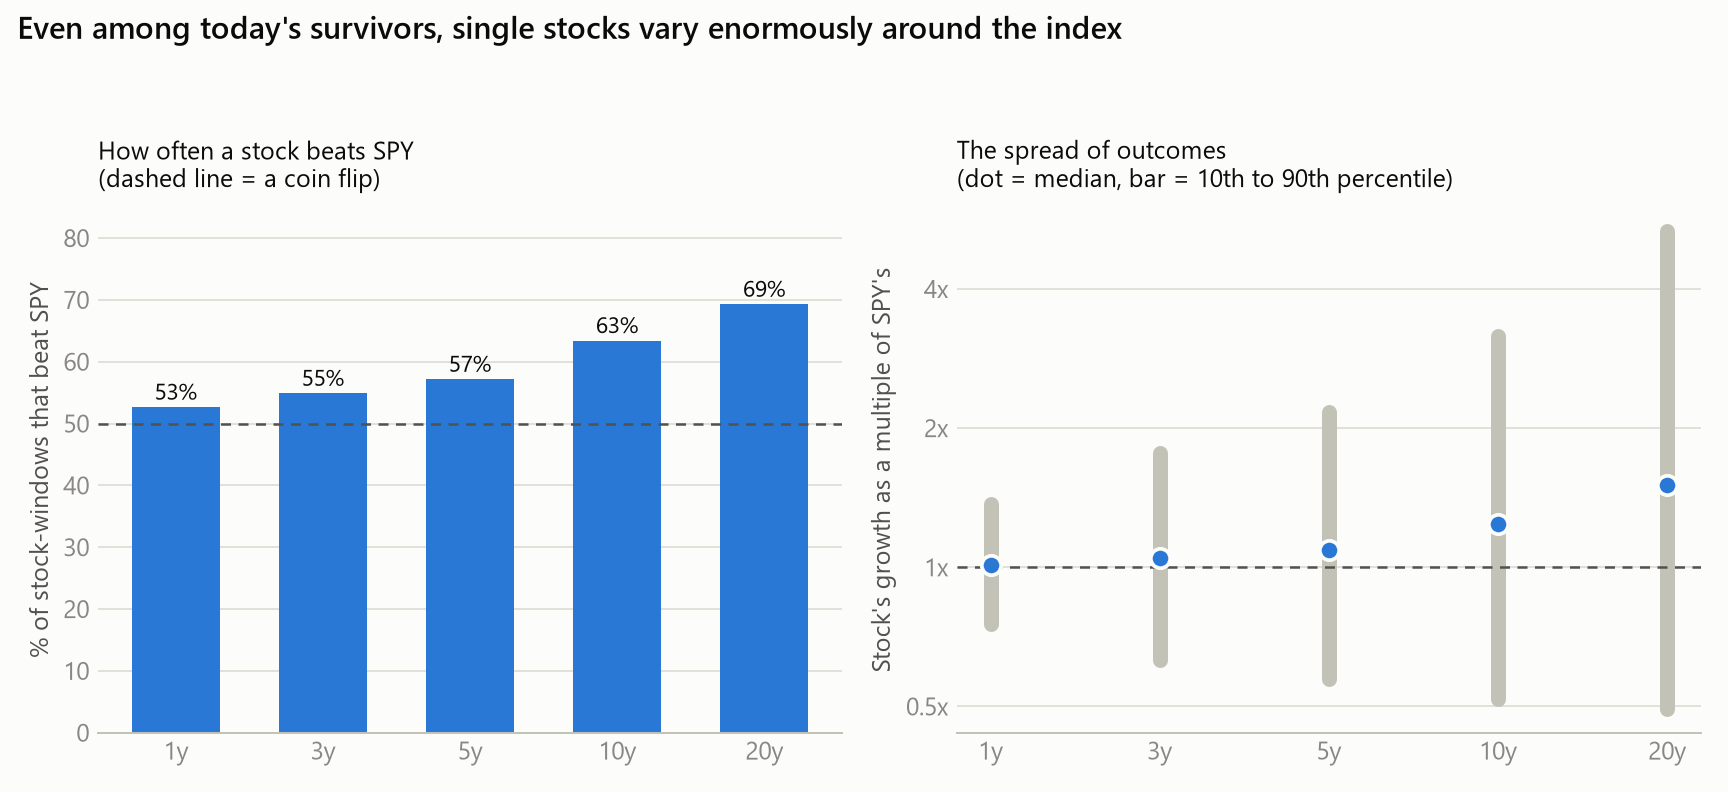 Even among today's survivors, single stocks vary enormously around the index
How often a stock beats SPY
(dashed line = a coin flip)
% of stock-windows that beat SPY
80
70
60
50
40
30
20
10
0
53%
55%
57%
63%
69%
1y
3y
5y
10y
20y
The spread of outcomes
(dot = median, bar = 10th to 90th percentile)
Stock's growth as a multiple of SPY's
4x
2x
1x
0.5x
1y
3y
5y
10y
20y